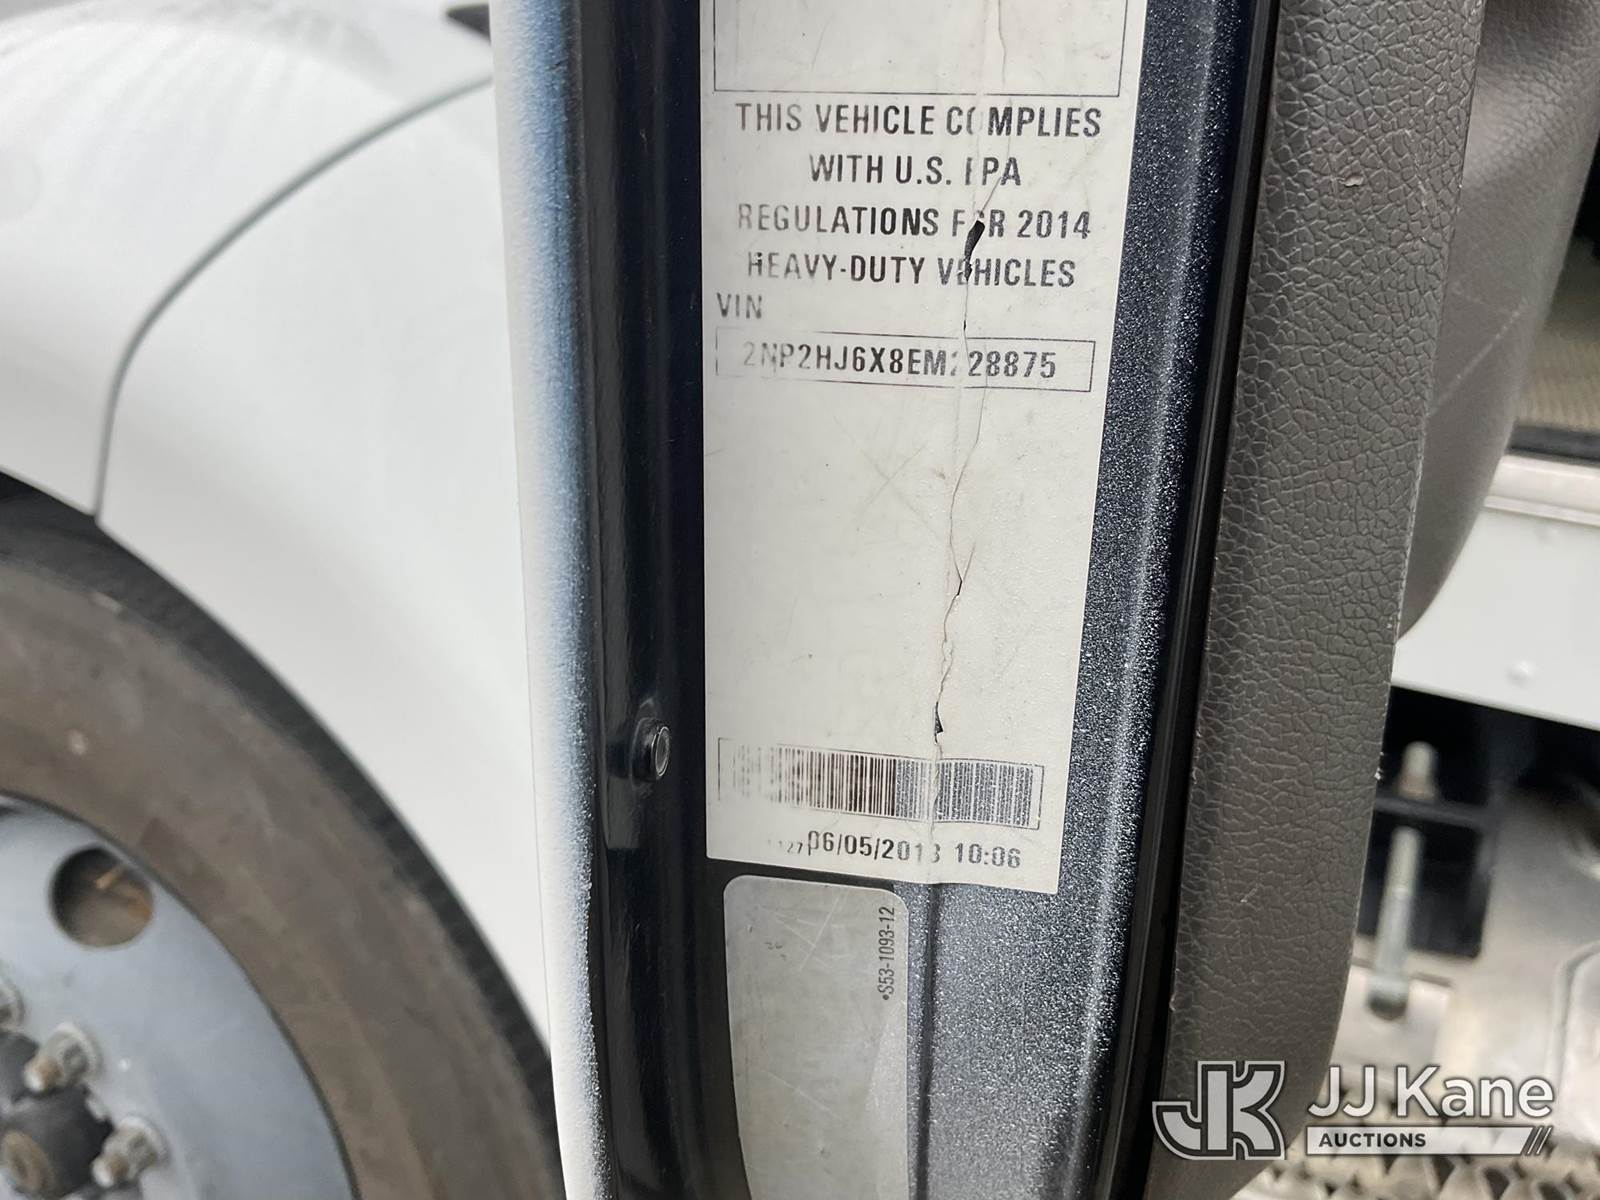 THIS VEHICLE COMPLIES
WITH U.S. EPA
REGULATIONS FOR 2014
HEAVY-DUTY VEHICLES
VIN
2NP2HJ6X8EM228875
06/05/2013 10:06
•S53-1093-12
JK JJ Kane
AUCTIONS